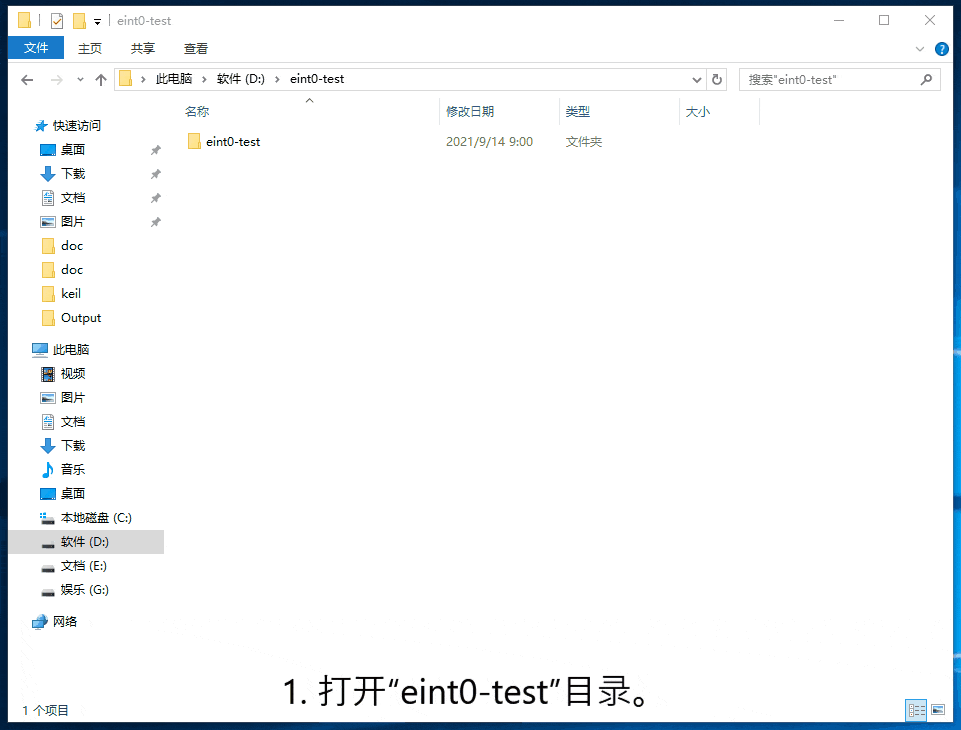 eint0-test
文件 主页 共享 查看
此电脑 软件 (D:) eint0-test 搜索"eint0-test"
名称 修改日期 类型 大小
eint0-test 2021/9/14 9:00 文件夹
快速访问
桌面
下载
文档
图片
doc
doc
keil
Output
此电脑
视频
图片
文档
下载
音乐
桌面
本地磁盘 (C:)
软件 (D:)
文档 (E:)
娱乐 (G:)
网络
1. 打开“eint0-test”目录。
1 个项目